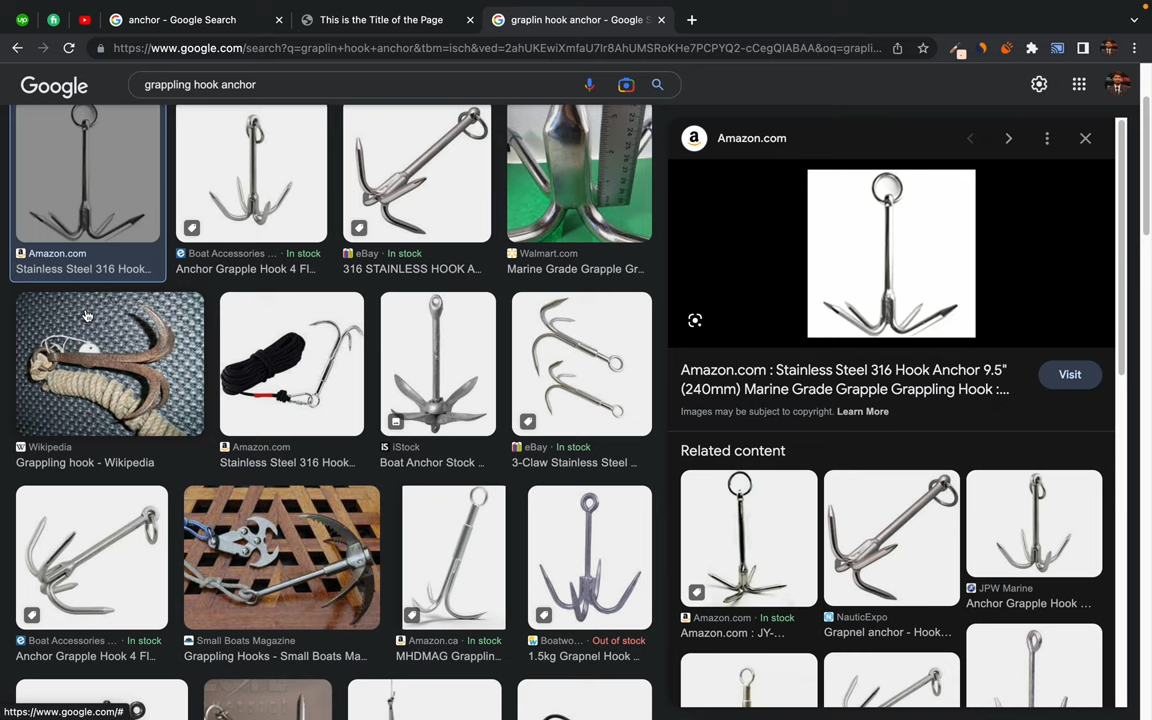 anchor - Google Search
This is the Title of the Page
graplin hook anchor - Google S
https://www.google.com/search?q=graplin+hook+anchor&tbm=isch&ved=2ahUKEwiXmfaU7Ir8AhUMSRoKHe7PCPYQ2-cCegQIABAA&oq=grapli...
Google
grappling hook anchor
Amazon.com
Stainless Steel 316 Hook...
Boat Accessories ... · In stock
Anchor Grapple Hook 4 Fl...
eBay · In stock
316 STAINLESS HOOK A...
Walmart.com
Marine Grade Grapple Gr...
Wikipedia
Grappling hook - Wikipedia
Amazon.com
Stainless Steel 316 Hook...
iStock
Boat Anchor Stock ...
eBay · In stock
3-Claw Stainless Steel ...
Boat Accessories ... · In stock
Anchor Grapple Hook 4 Fl...
Small Boats Magazine
Grappling Hooks - Small Boats Ma...
Amazon.ca · In stock
MHDMAG Grapplin...
Boatwo... · Out of stock
1.5kg Grapnel Hook ...
https://www.google.com/#
Amazon.com
Amazon.com : Stainless Steel 316 Hook Anchor 9.5"
(240mm) Marine Grade Grapple Grappling Hook :...
Visit
Images may be subject to copyright. Learn More
Related content
Amazon.com · In stock
Amazon.com : JY-...
NauticExpo
Grapnel anchor - Hook...
JPW Marine
Anchor Grapple Hook ...